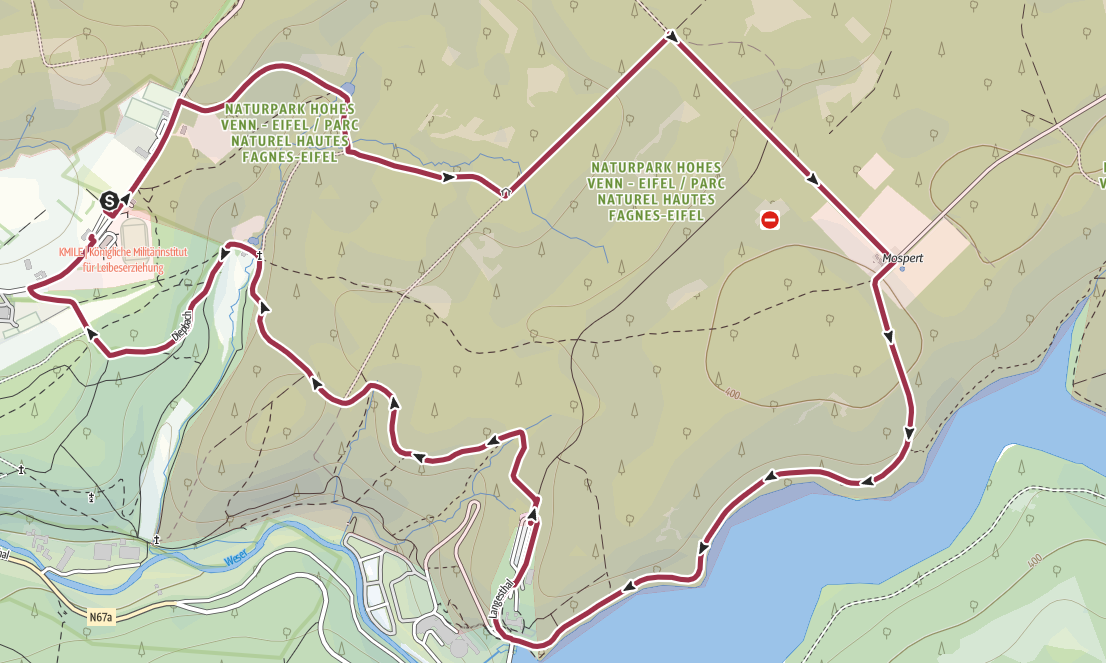 NATURPARK HOHES
VENN - EIFEL / PARC
NATUREL HAUTES
FAGNES-EIFEL
NATURPARK HOHES
VENN - EIFEL / PARC
NATUREL HAUTES
FAGNES-EIFEL
S
KMILE | Königliche Militärinstitut
für Leibeserziehung
Mospert
Diepbach
400
400
Weser
Langesthal
N67a